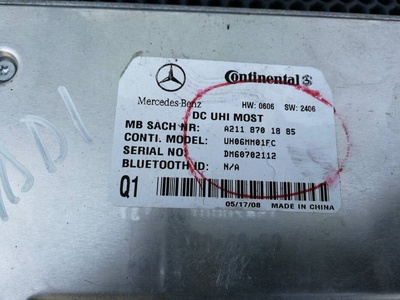 Continental
Mercedes-Benz HW: 0606 SW: 2406
DC UHI MOST
MB SACH NR: A211 870 18 85
CONTI. MODEL: UH06MM01FC
SERIAL NO: DM60702112
BLUETOOTH ID: N/A
Q1
05/17/08 MADE IN CHINA